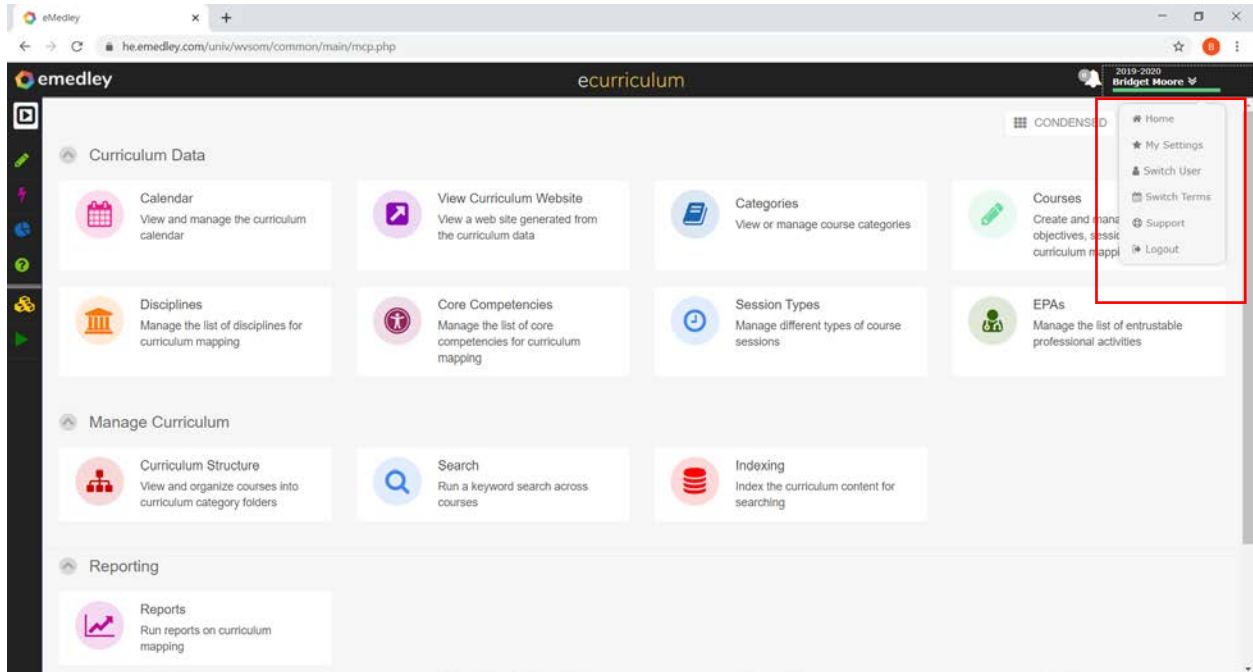 eMedley
he.emedley.com/univ/wvsom/common/main/mcp.php
B
emedley
ecurriculum
2019-2020
Bridget Moore
CONDENSED
Home
My Settings
Switch User
Switch Terms
Support
Logout
Curriculum Data
Calendar
View and manage the curriculum
calendar
View Curriculum Website
View a web site generated from
the curriculum data
Categories
View or manage course categories
Courses
Create and mana
objectives, sessic
curriculum mappi
Disciplines
Manage the list of disciplines for
curriculum mapping
Core Competencies
Manage the list of core
competencies for curriculum
mapping
Session Types
Manage different types of course
sessions
EPAs
Manage the list of entrustable
professional activities
Manage Curriculum
Curriculum Structure
View and organize courses into
curriculum category folders
Search
Run a keyword search across
courses
Indexing
Index the curriculum content for
searching
Reporting
Reports
Run reports on curriculum
mapping